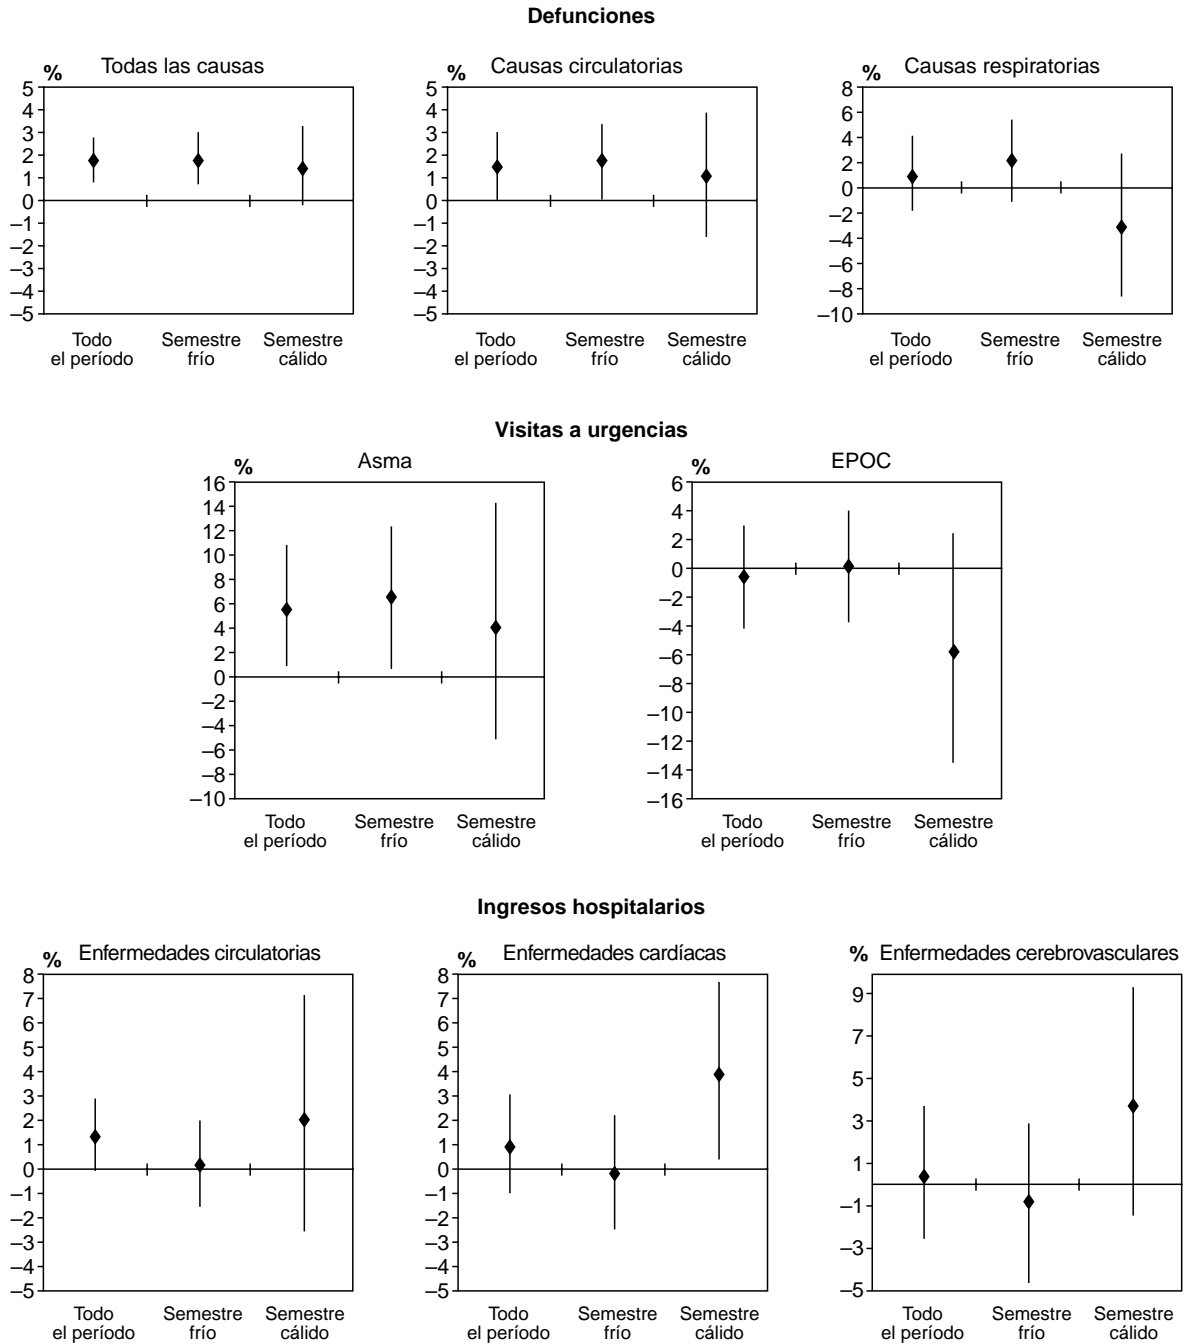 Defunciones
Todas las causas
%
5
4
3
2
1
0
–1
–2
–3
–4
–5
Todo
el período
Semestre
frío
Semestre
cálido
Causas circulatorias
%
5
4
3
2
1
0
–1
–2
–3
–4
–5
Todo
el período
Semestre
frío
Semestre
cálido
Causas respiratorias
%
8
6
4
2
0
–2
–4
–6
–8
–10
Todo
el período
Semestre
frío
Semestre
cálido
Visitas a urgencias
Asma
%
16
14
12
10
8
6
4
2
0
–2
–4
–6
–8
–10
Todo
el período
Semestre
frío
Semestre
cálido
EPOC
%
6
4
2
0
–2
–4
–6
–8
–10
–12
–14
–16
Todo
el período
Semestre
frío
Semestre
cálido
Ingresos hospitalarios
Enfermedades circulatorias
%
8
7
6
5
4
3
2
1
0
–1
–2
–3
–4
–5
Todo
el período
Semestre
frío
Semestre
cálido
Enfermedades cardíacas
%
8
7
6
5
4
3
2
1
0
–1
–2
–3
–4
–5
Todo
el período
Semestre
frío
Semestre
cálido
% Enfermedades cerebrovasculares
9
7
5
3
1
–1
–3
–5
Todo
el período
Semestre
frío
Semestre
cálido